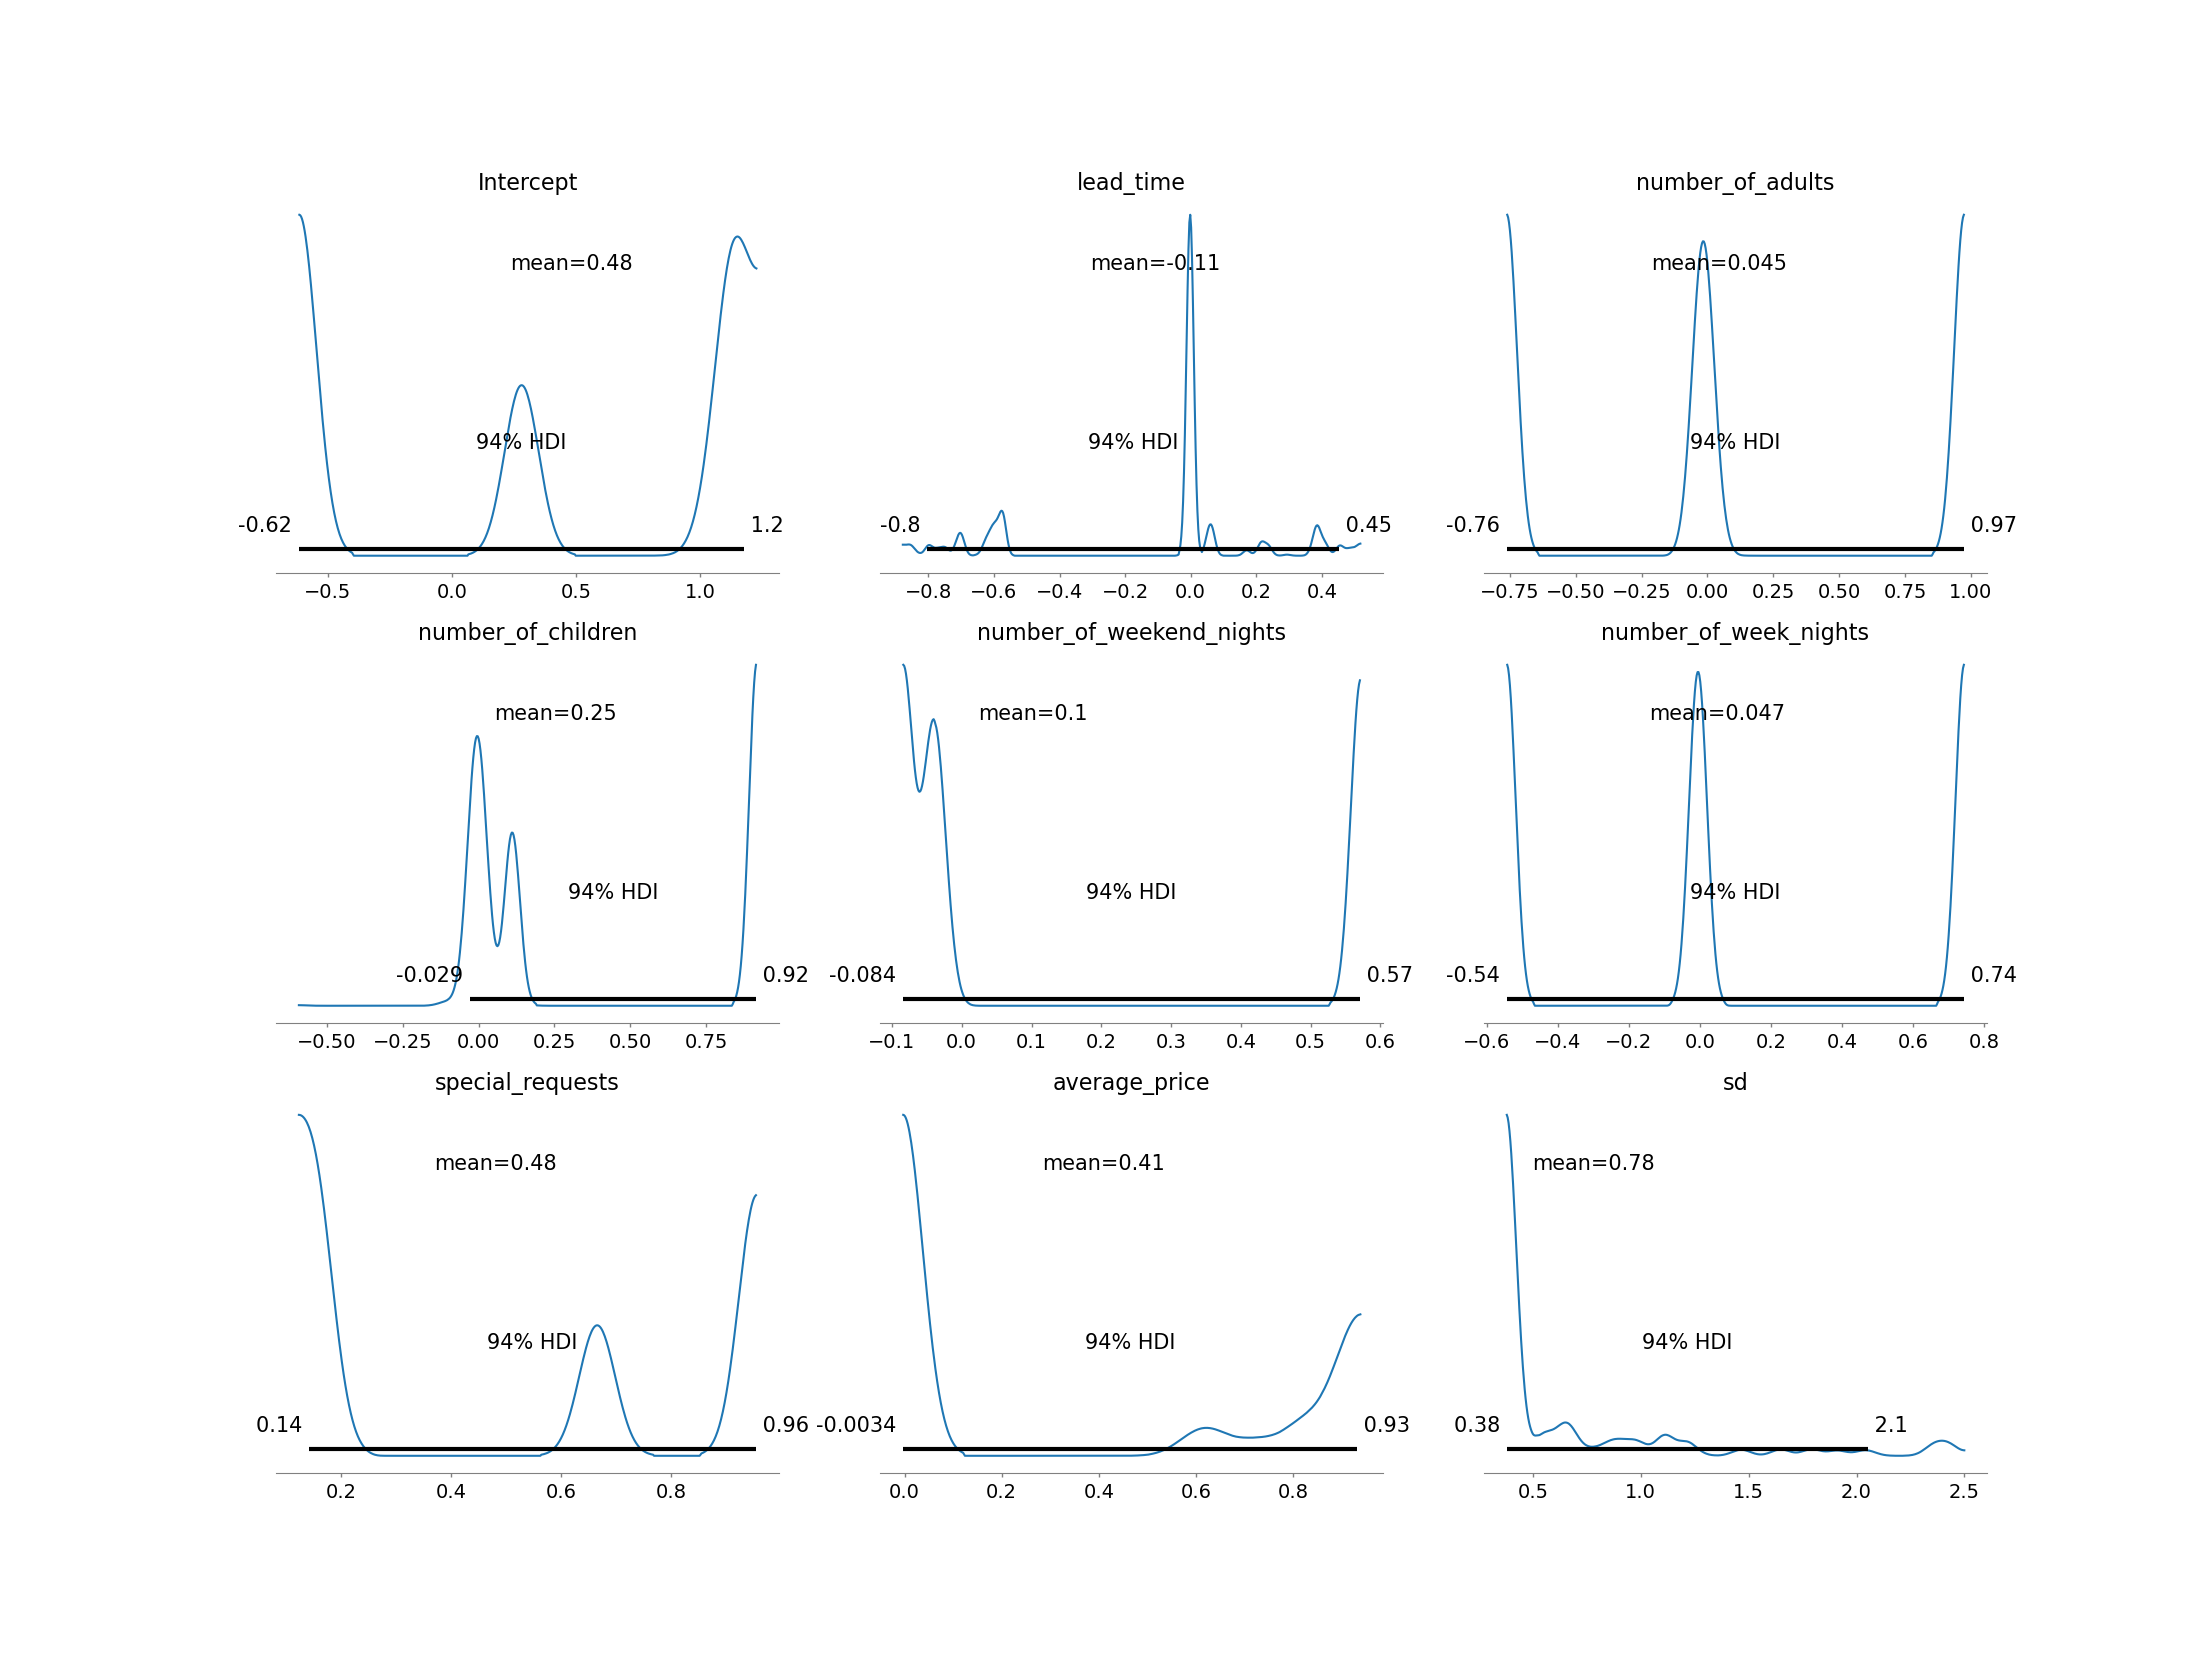 Intercept
mean=0.48
94% HDI
-0.62 1.2
−0.5 0.0 0.5 1.0
lead_time
mean=-0.11
94% HDI
-0.8 0.45
−0.8 −0.6 −0.4 −0.2 0.0 0.2 0.4
number_of_adults
mean=0.045
94% HDI
-0.76 0.97
−0.75 −0.50 −0.25 0.00 0.25 0.50 0.75 1.00
number_of_children
mean=0.25
94% HDI
-0.029 0.92
−0.50 −0.25 0.00 0.25 0.50 0.75
number_of_weekend_nights
mean=0.1
94% HDI
-0.084 0.57
−0.1 0.0 0.1 0.2 0.3 0.4 0.5 0.6
number_of_week_nights
mean=0.047
94% HDI
-0.54 0.74
−0.6 −0.4 −0.2 0.0 0.2 0.4 0.6 0.8
special_requests
mean=0.48
94% HDI
0.14 0.96
0.2 0.4 0.6 0.8
average_price
mean=0.41
94% HDI
-0.0034 0.93
0.0 0.2 0.4 0.6 0.8
sd
mean=0.78
94% HDI
0.38 2.1
0.5 1.0 1.5 2.0 2.5